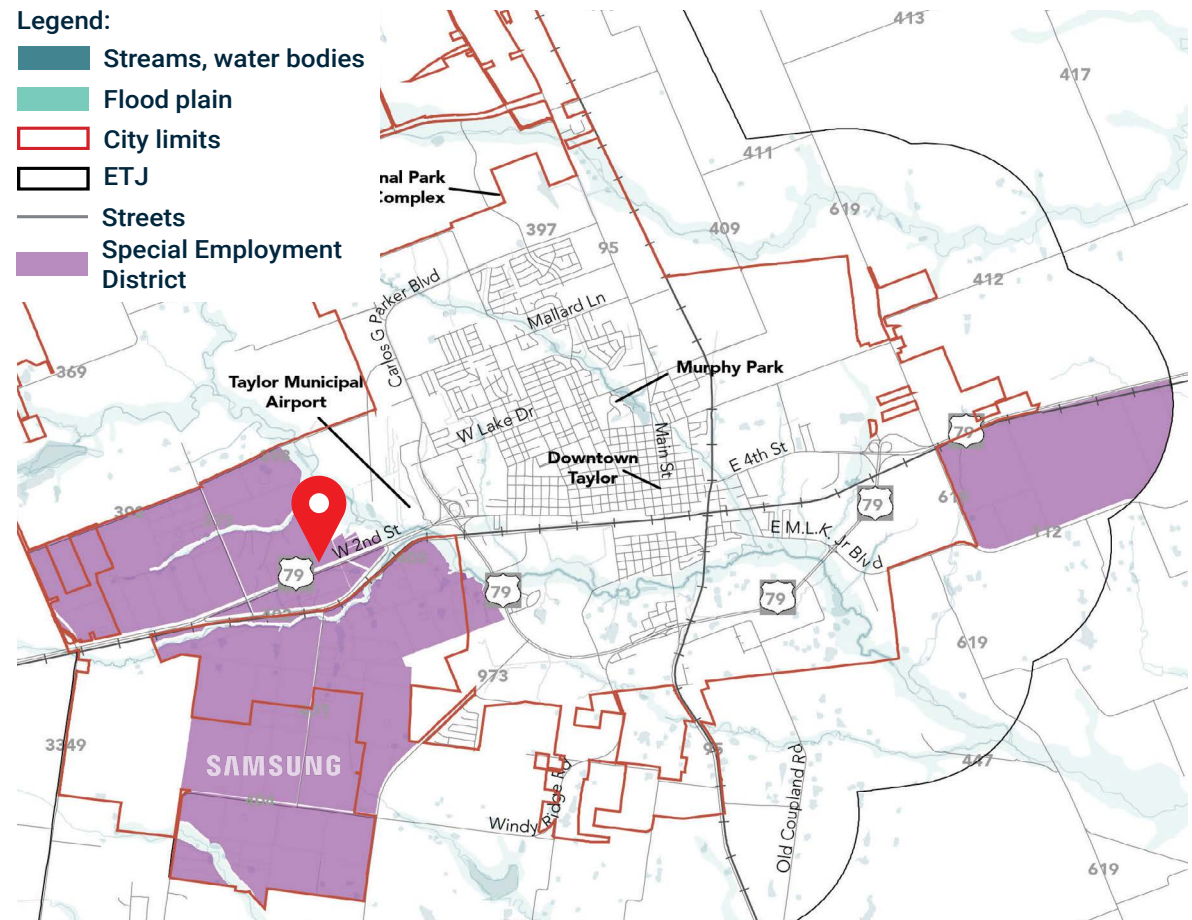 Legend:
Streams, water bodies
Flood plain
City limits
ETJ
Streets
Special Employment
District
413
417
411
619
409
nal Park
Complex
397
95
412
Carlos G Parker Blvd
Mallard Ln
369
Taylor Municipal
Airport
Murphy Park
W Lake Dr
Main St
79
Downtown
Taylor
E 4th St
79
W 2nd St
E M.L.K. Jr Blvd
112
79
79
79
619
973
3349
SAMSUNG
95
447
Old Coupland Rd
Windy Ridge Rd
619